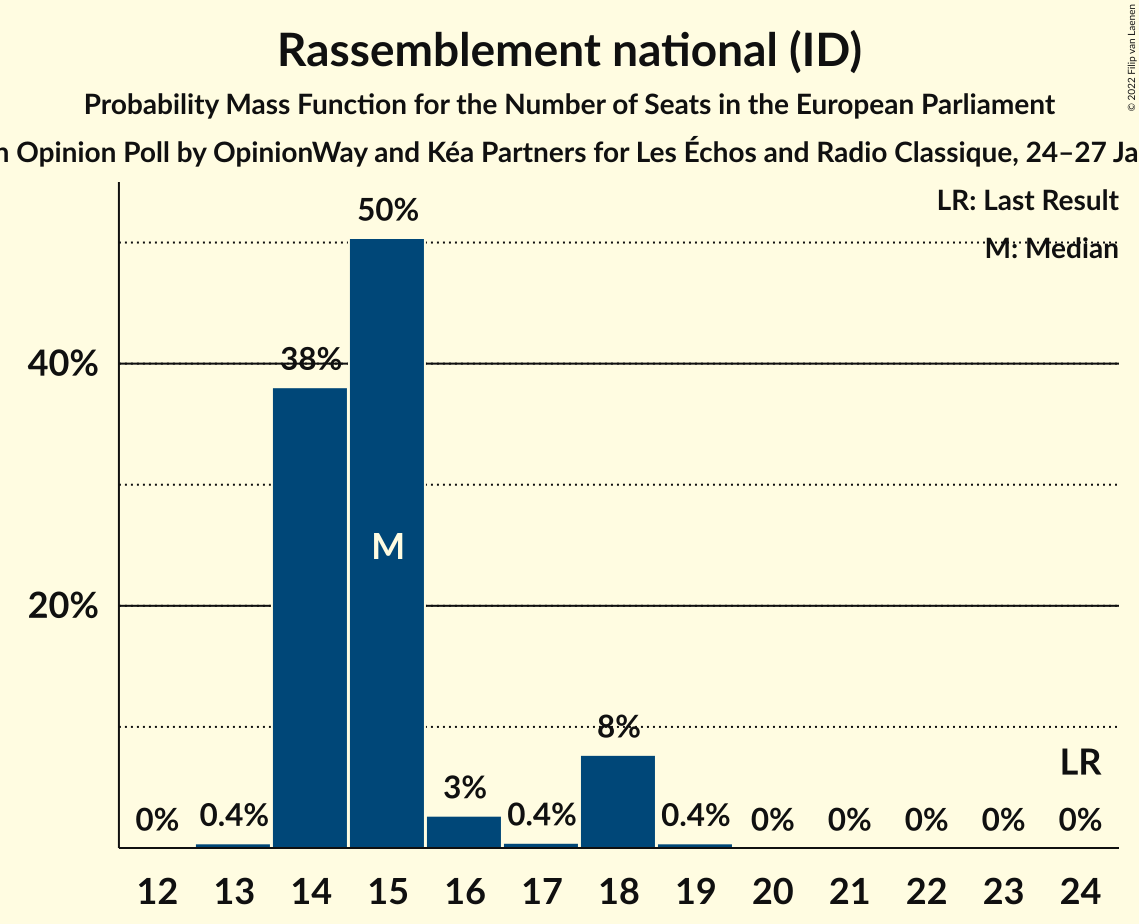 Rassemblement national (ID)
Probability Mass Function for the Number of Seats in the European Parliament
Opinion Poll by OpinionWay and Kéa Partners for Les Échos and Radio Classique, 24–27
© 2022 Filip van Laenen
LR: Last Result
M: Median
50%
38%
40%
M
20%
8%
LR
3%
0% 0.4% 0.4% 0.4% 0% 0% 0% 0% 0%
12 13 14 15 16 17 18 19 20 21 22 23 24